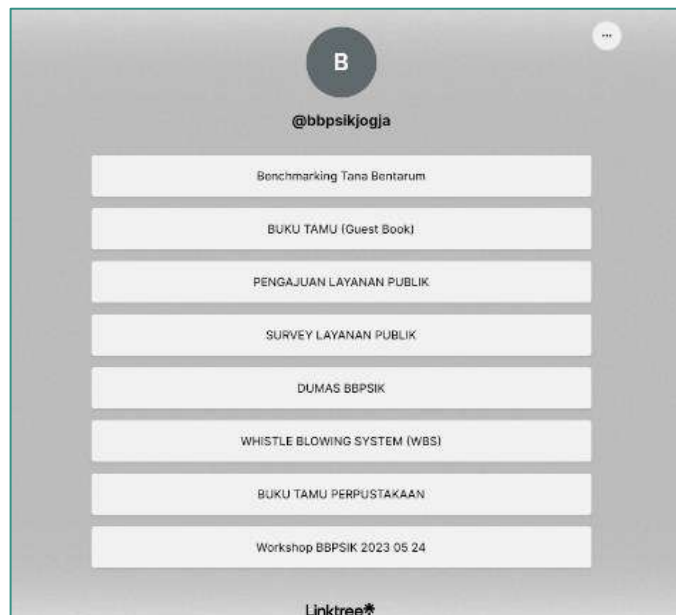 B
...
@bbpsikjogja
Benchmarking Tana Bentarum
BUKU TAMU (Guest Book)
PENGAJUAN LAYANAN PUBLIK
SURVEY LAYANAN PUBLIK
DUMAS BBPSIK
WHISTLE BLOWING SYSTEM (WBS)
BUKU TAMU PERPUSTAKAAN
Workshop BBPSIK 2023 05 24
Linktree